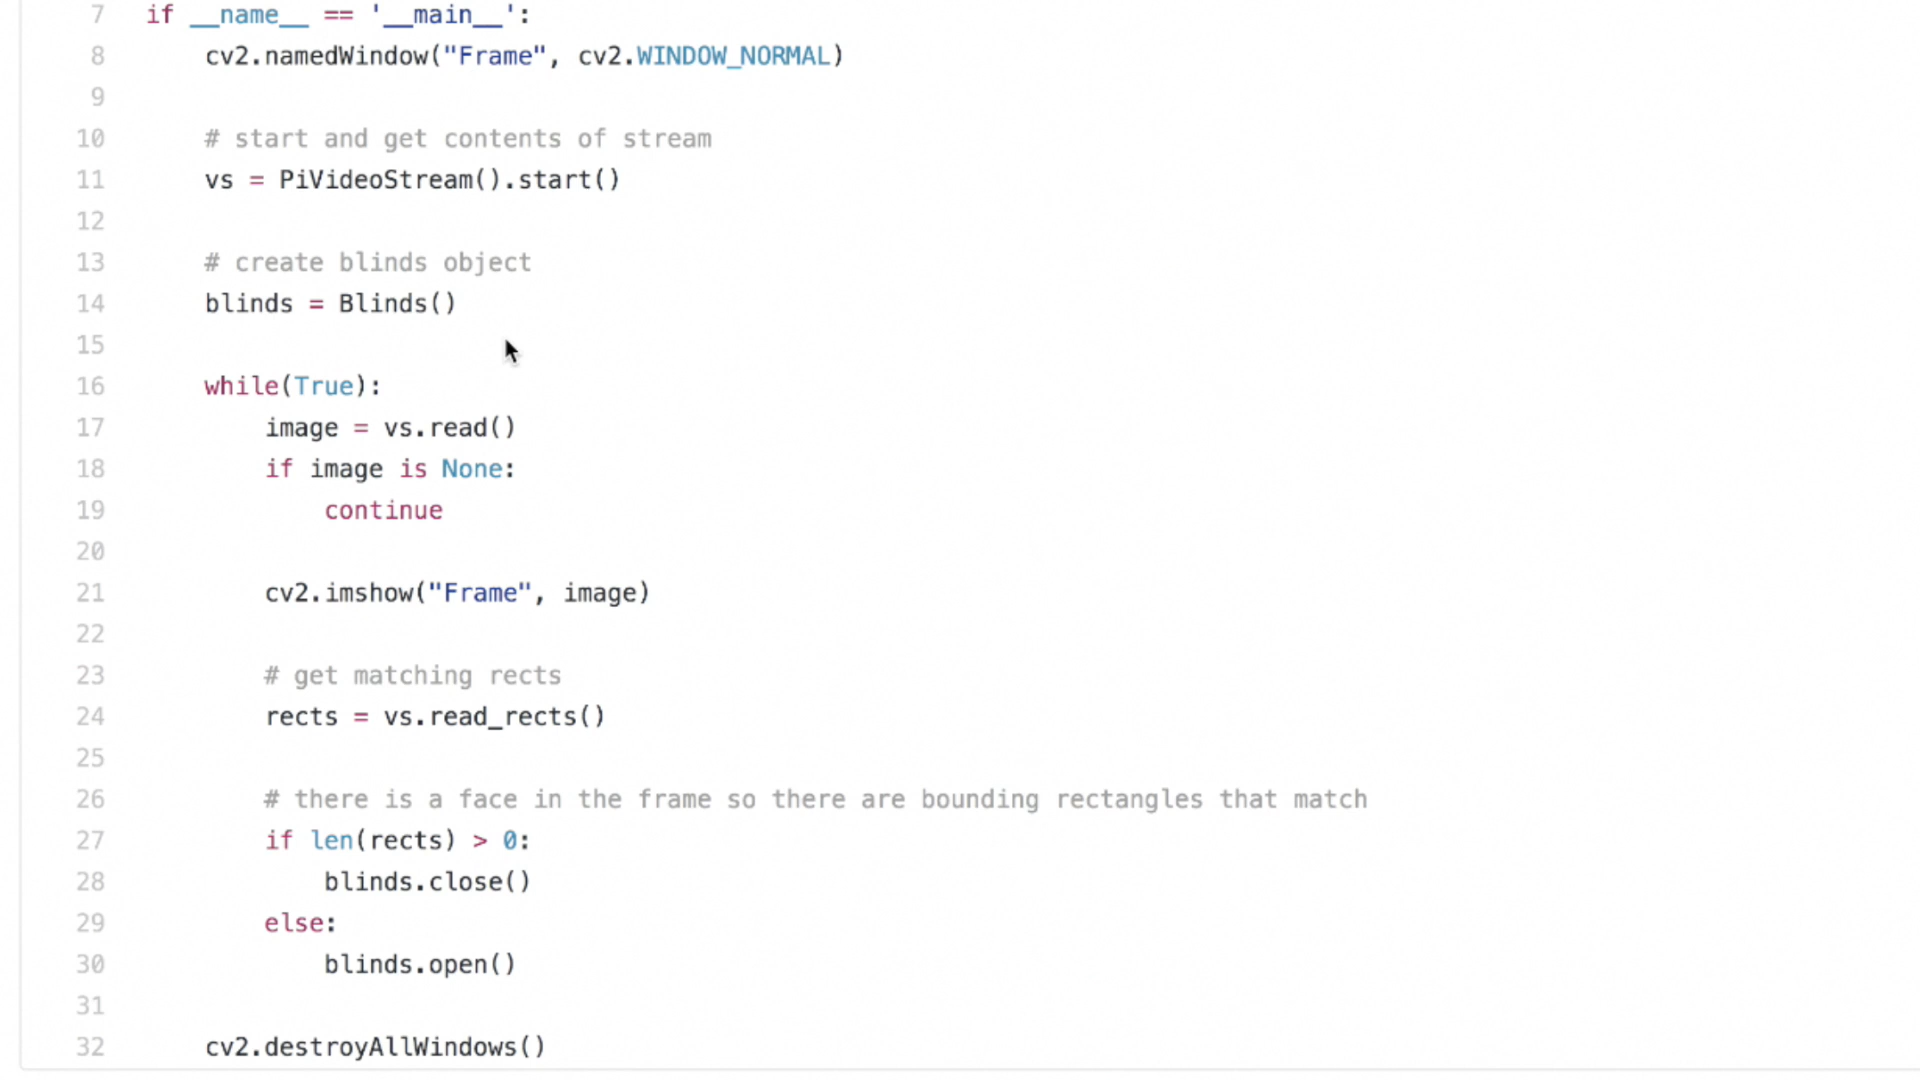 7 if __name__ == '__main__':
8 cv2.namedWindow("Frame", cv2.WINDOW_NORMAL)
9
10 # start and get contents of stream
11 vs = PiVideoStream().start()
12
13 # create blinds object
14 blinds = Blinds()
15
16 while(True):
17 image = vs.read()
18 if image is None:
19 continue
20
21 cv2.imshow("Frame", image)
22
23 # get matching rects
24 rects = vs.read_rects()
25
26 # there is a face in the frame so there are bounding rectangles that match
27 if len(rects) > 0:
28 blinds.close()
29 else:
30 blinds.open()
31
32 cv2.destroyAllWindows()